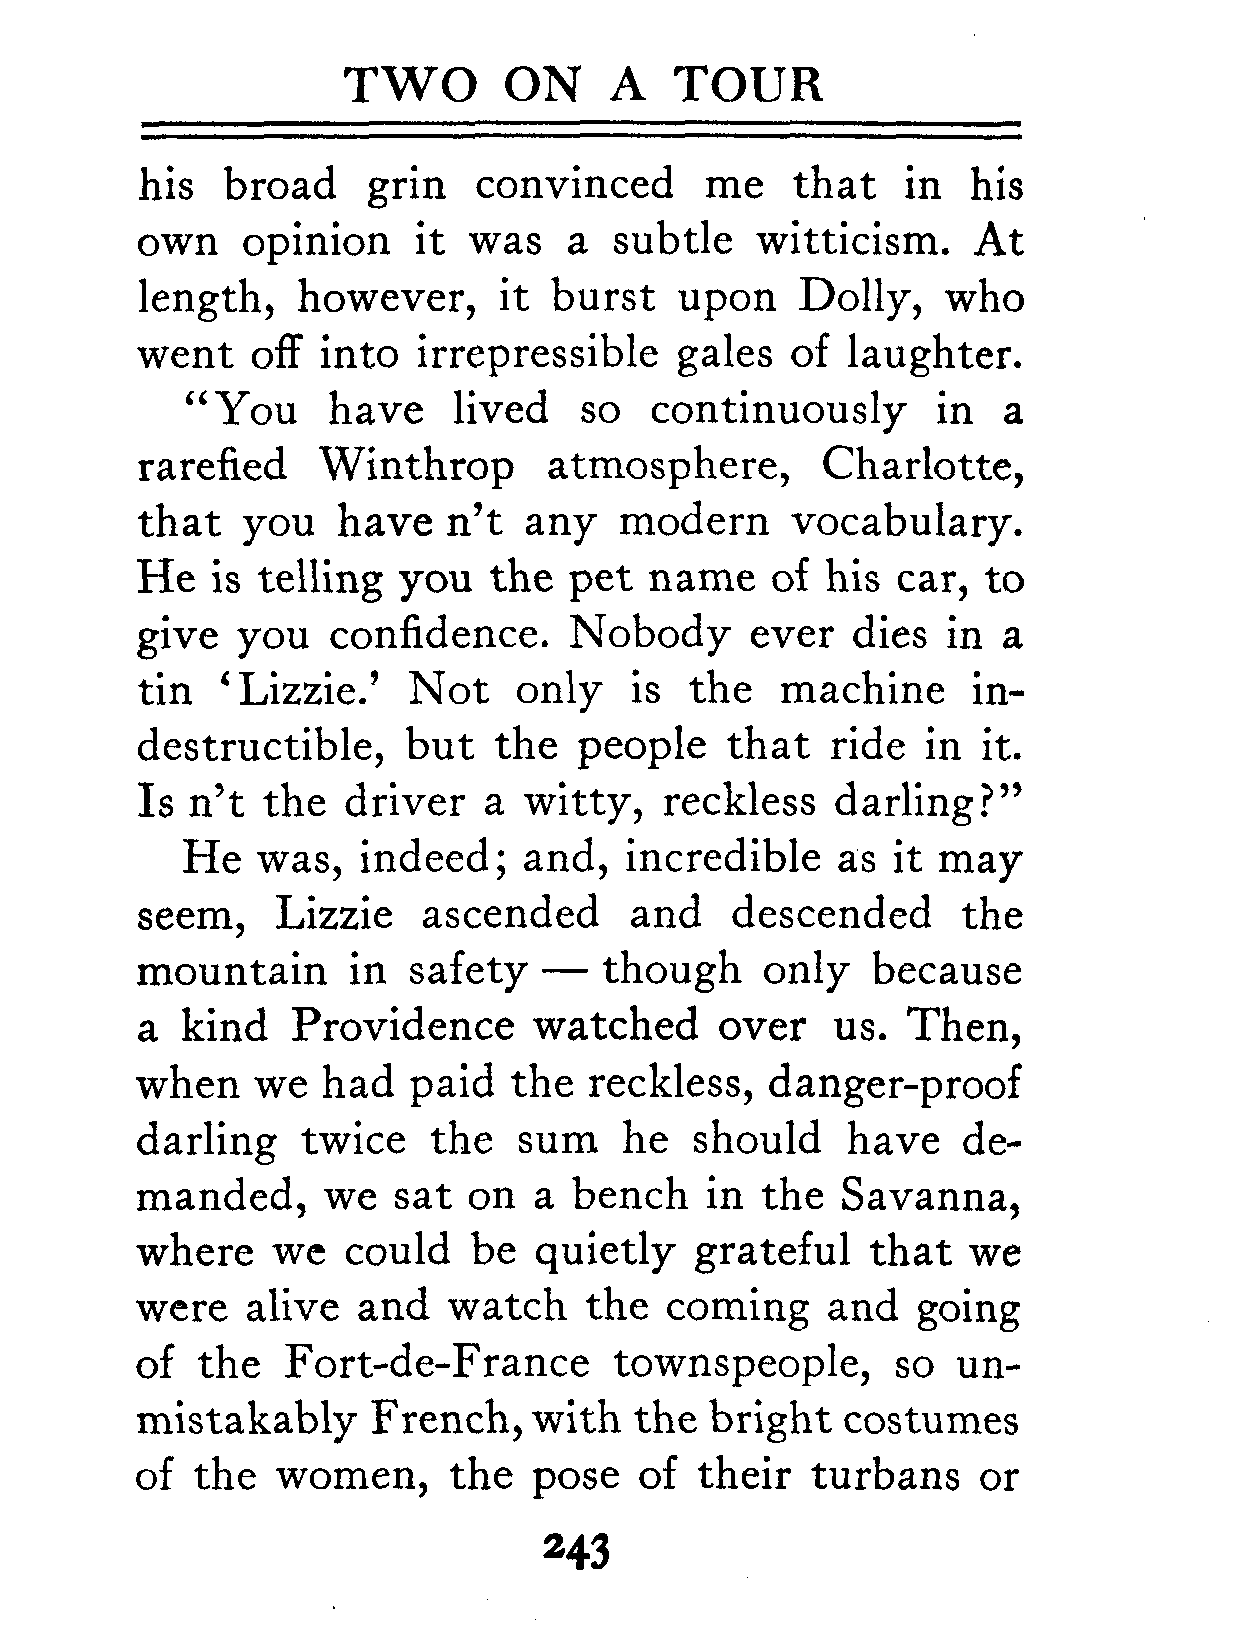 TWO ON A TOUR
his broad grin convinced me that in his
own opinion it was a subtle witticism. At
length, however, it burst upon Dolly, who
went off into irrepressible gales of laughter.
“You have lived so continuously in a
rarefied Winthrop atmosphere, Charlotte,
that you have n’t any modern vocabulary.
He is telling you the pet name of his car, to
give you confidence. Nobody ever dies in a
tin ‘Lizzie.’ Not only is the machine in-
destructible, but the people that ride in it.
Is n’t the driver a witty, reckless darling?”
He was, indeed; and, incredible as it may
seem, Lizzie ascended and descended the
mountain in safety — though only because
a kind Providence watched over us. Then,
when we had paid the reckless, danger-proof
darling twice the sum he should have de-
manded, we sat on a bench in the Savanna,
where we could be quietly grateful that we
were alive and watch the coming and going
of the Fort-de-France townspeople, so un-
mistakably French, with the bright costumes
of the women, the pose of their turbans or
243